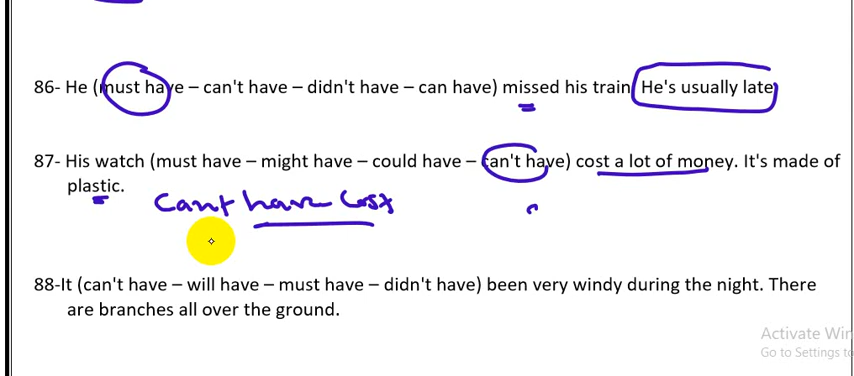 86- He (must have – can't have – didn't have – can have) missed his train. He's usually late
87- His watch (must have – might have – could have – can't have) cost a lot of money. It's made of
plastic.
can't have cost
88-It (can't have – will have – must have – didn't have) been very windy during the night. There
are branches all over the ground.
Activate Win
Go to Settings to